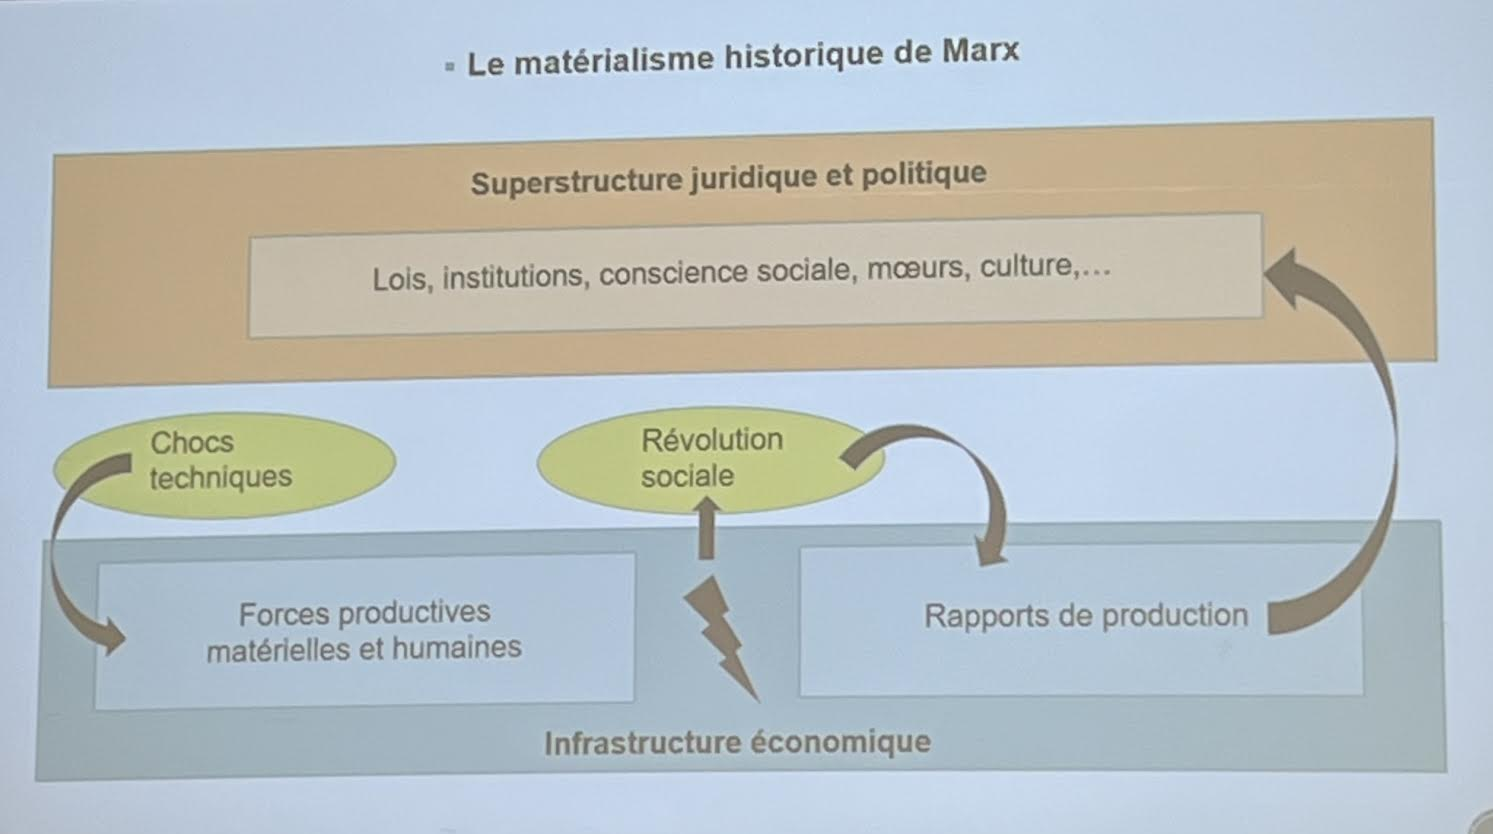 ▪ Le matérialisme historique de Marx
Superstructure juridique et politique
Lois, institutions, conscience sociale, mœurs, culture,…
Chocs
techniques
Révolution
sociale
Forces productives
matérielles et humaines
Rapports de production
Infrastructure économique